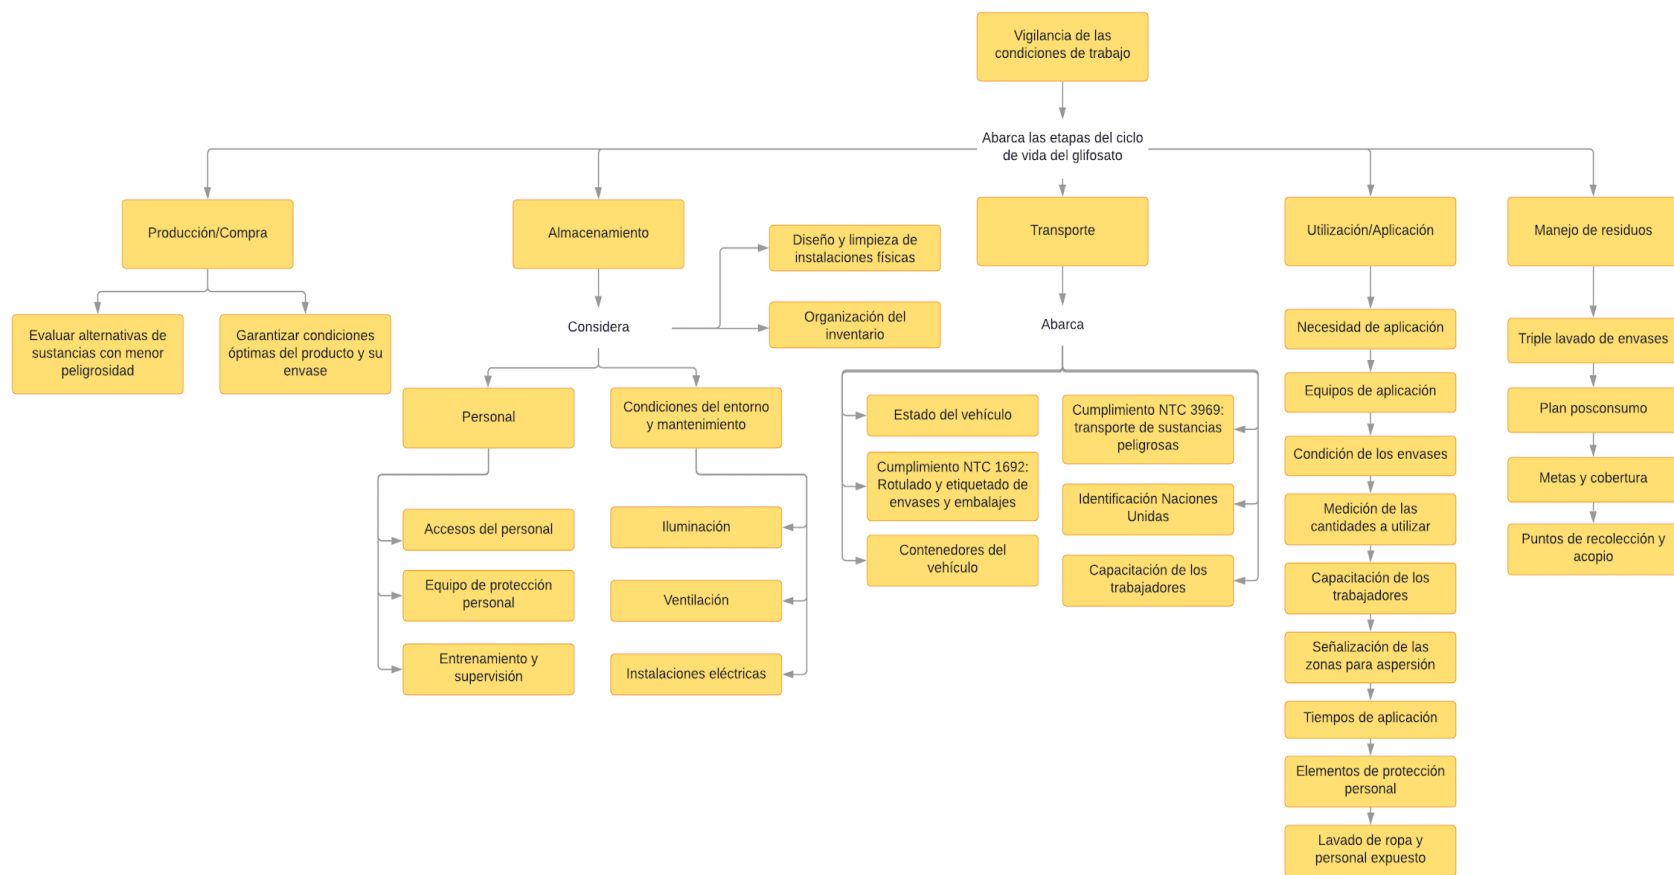 Vigilancia de las
condiciones de trabajo
Abarca las etapas del ciclo
de vida del glifosato
Producción/Compra
Evaluar alternativas de
sustancias con menor
peligrosidad
Garantizar condiciones
óptimas del producto y su
envase
Almacenamiento
Considera
Diseño y limpieza de
instalaciones físicas
Organización del
inventario
Personal
Accesos del personal
Equipo de protección
personal
Entrenamiento y
supervisión
Condiciones del entorno
y mantenimiento
Iluminación
Ventilación
Instalaciones eléctricas
Transporte
Abarca
Estado del vehículo
Cumplimiento NTC 1692:
Rotulado y etiquetado de
envases y embalajes
Contenedores del
vehículo
Cumplimiento NTC 3969:
transporte de sustancias
peligrosas
Identificación Naciones
Unidas
Capacitación de los
trabajadores
Utilización/Aplicación
Necesidad de aplicación
Equipos de aplicación
Condición de los envases
Medición de las
cantidades a utilizar
Capacitación de los
trabajadores
Señalización de las
zonas para aspersión
Tiempos de aplicación
Elementos de protección
personal
Lavado de ropa y
personal expuesto
Manejo de residuos
Triple lavado de envases
Plan posconsumo
Metas y cobertura
Puntos de recolección y
acopio